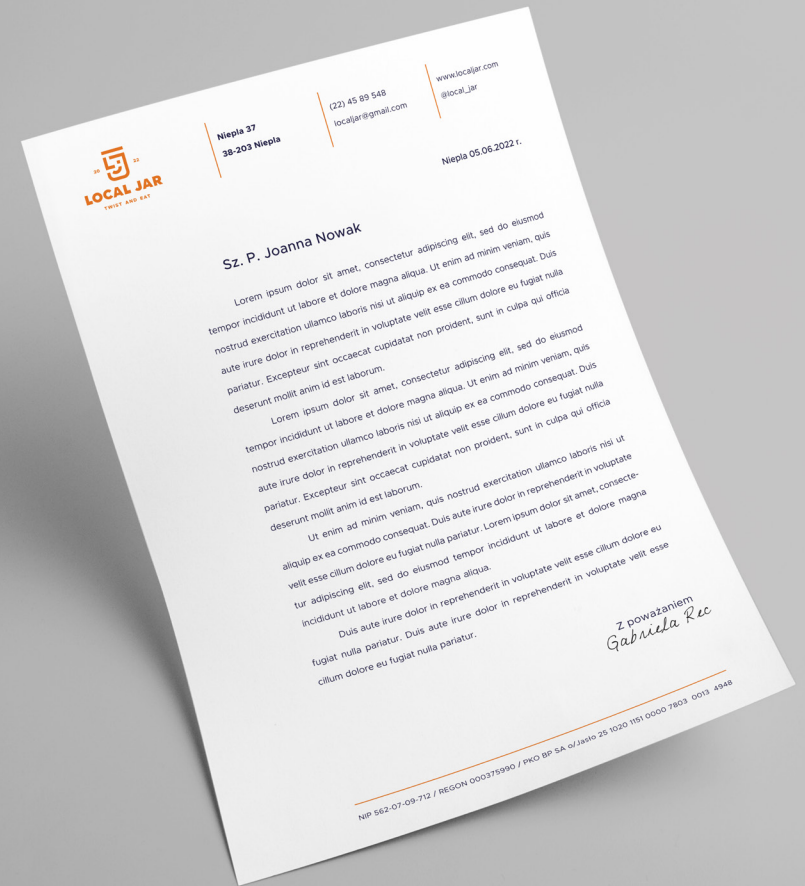 20 22
LOCAL JAR
TWIST AND EAT
Niepla 37
38-203 Niepla
(22) 45 89 548
localjar@gmail.com
www.localjar.com
@local_jar
Niepla 05.06.2022 r.
Sz. P. Joanna Nowak
Lorem ipsum dolor sit amet, consectetur adipiscing elit, sed do eiusmod
tempor incididunt ut labore et dolore magna aliqua. Ut enim ad minim veniam, quis
nostrud exercitation ullamco laboris nisi ut aliquip ex ea commodo consequat. Duis
aute irure dolor in reprehenderit in voluptate velit esse cillum dolore eu fugiat nulla
pariatur. Excepteur sint occaecat cupidatat non proident, sunt in culpa qui officia
deserunt mollit anim id est laborum.
Lorem ipsum dolor sit amet, consectetur adipiscing elit, sed do eiusmod
tempor incididunt ut labore et dolore magna aliqua. Ut enim ad minim veniam, quis
nostrud exercitation ullamco laboris nisi ut aliquip ex ea commodo consequat. Duis
aute irure dolor in reprehenderit in voluptate velit esse cillum dolore eu fugiat nulla
pariatur. Excepteur sint occaecat cupidatat non proident, sunt in culpa qui officia
deserunt mollit anim id est laborum.
Ut enim ad minim veniam, quis nostrud exercitation ullamco laboris nisi ut
aliquip ex ea commodo consequat. Duis aute irure dolor in reprehenderit in voluptate
velit esse cillum dolore eu fugiat nulla pariatur. Lorem ipsum dolor sit amet, consecte-
tur adipiscing elit, sed do eiusmod tempor incididunt ut labore et dolore magna
incididunt ut labore et dolore magna aliqua.
Duis aute irure dolor in reprehenderit in voluptate velit esse cillum dolore eu
fugiat nulla pariatur. Duis aute irure dolor in reprehenderit in voluptate velit esse
cillum dolore eu fugiat nulla pariatur.
Z poważaniem
Gabriela Rec
NIP 562-07-09-712 / REGON 000375990 / PKO BP SA o/Jasło 25 1020 1151 0000 7803 0013 4948